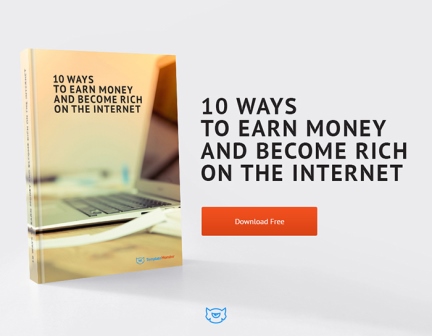 10 WAYS
TO EARN MONEY
AND BECOME RICH
ON THE INTERNET
TemplateMonster
10 WAYS
TO EARN MONEY
AND BECOME RICH
ON THE INTERNET
Download Free